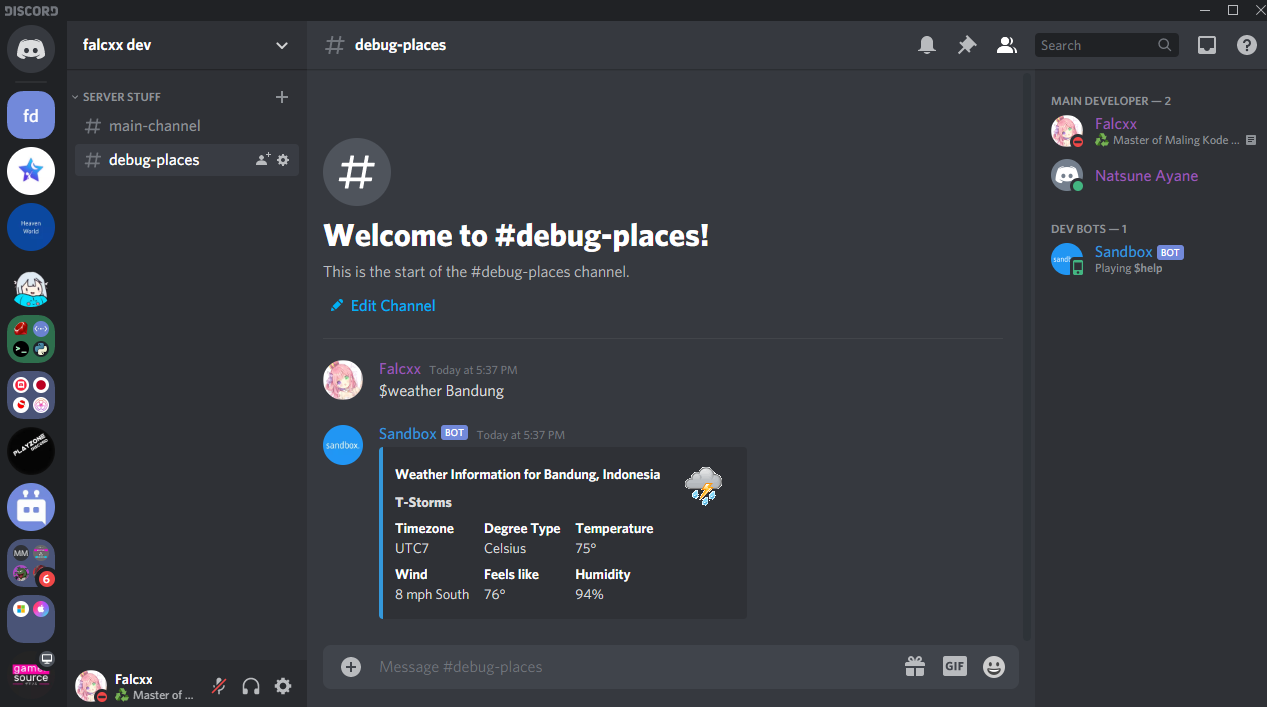 DISCORD
falcxx dev
# debug-places
Search
SERVER STUFF
# main-channel
# debug-places
fd
Heaven
World
PLAYZONE
MM
6
game
source
Welcome to #debug-places!
This is the start of the #debug-places channel.
Edit Channel
Falcxx Today at 5:37 PM
$weather Bandung
sandbox.
Sandbox BOT Today at 5:37 PM
Weather Information for Bandung, Indonesia
T-Storms
Timezone Degree Type Temperature
UTC7 Celsius 75°
Wind Feels like Humidity
8 mph South 76° 94%
Message #debug-places
GIF
Falcxx
Master of ...
MAIN DEVELOPER — 2
Falcxx
Master of Maling Kode ...
Natsune Ayane
DEV BOTS — 1
sandb
Sandbox BOT
Playing $help